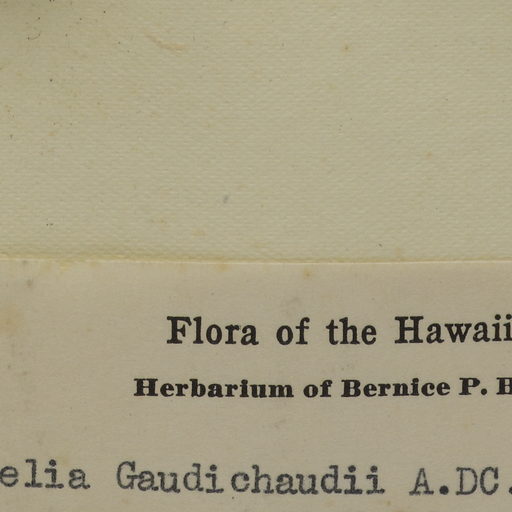 Flora of the Hawaii
Herbarium of Bernice P.
elia Gaudichaudii A.DC.